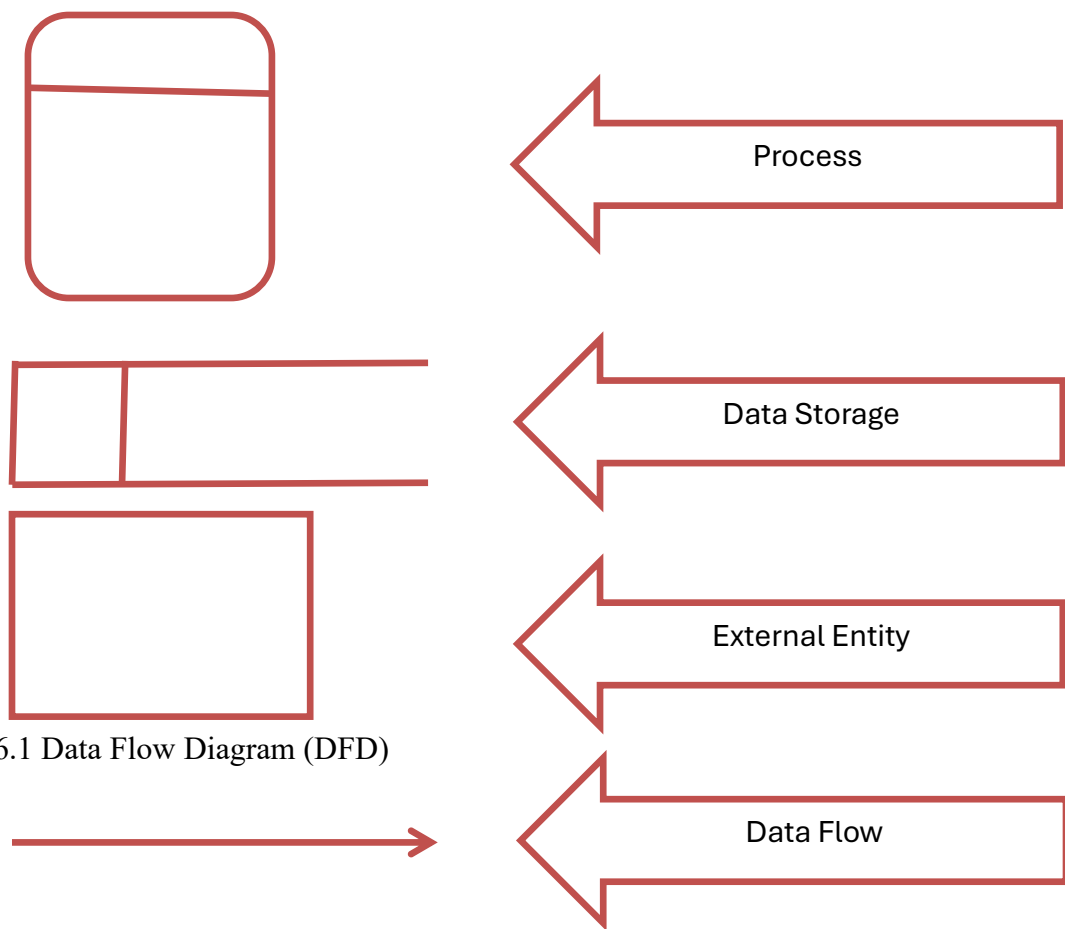 Process
Data Storage
External Entity
6.1 Data Flow Diagram (DFD)
Data Flow